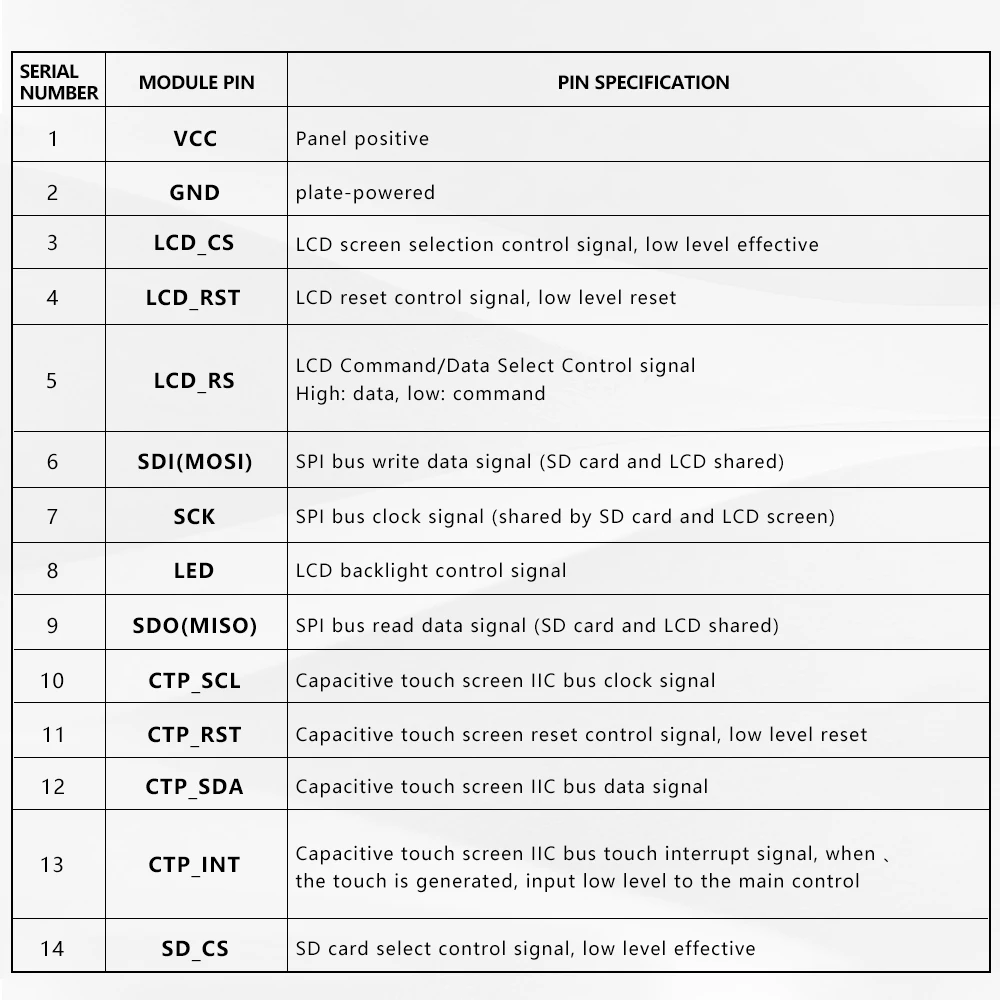 SERIAL
NUMBER
MODULE PIN
PIN SPECIFICATION
1
VCC
Panel positive
2
GND
plate-powered
3
LCD_CS
LCD screen selection control signal, low level effective
4
LCD_RST
LCD reset control signal, low level reset
5
LCD_RS
LCD Command/Data Select Control signal
High: data, low: command
6
SDI(MOSI)
SPI bus write data signal (SD card and LCD shared)
7
SCK
SPI bus clock signal (shared by SD card and LCD screen)
8
LED
LCD backlight control signal
9
SDO(MISO)
SPI bus read data signal (SD card and LCD shared)
10
CTP_SCL
Capacitive touch screen IIC bus clock signal
11
CTP_RST
Capacitive touch screen reset control signal, low level reset
12
CTP_SDA
Capacitive touch screen IIC bus data signal
13
CTP_INT
Capacitive touch screen IIC bus touch interrupt signal, when 、
the touch is generated, input low level to the main control
14
SD_CS
SD card select control signal, low level effective